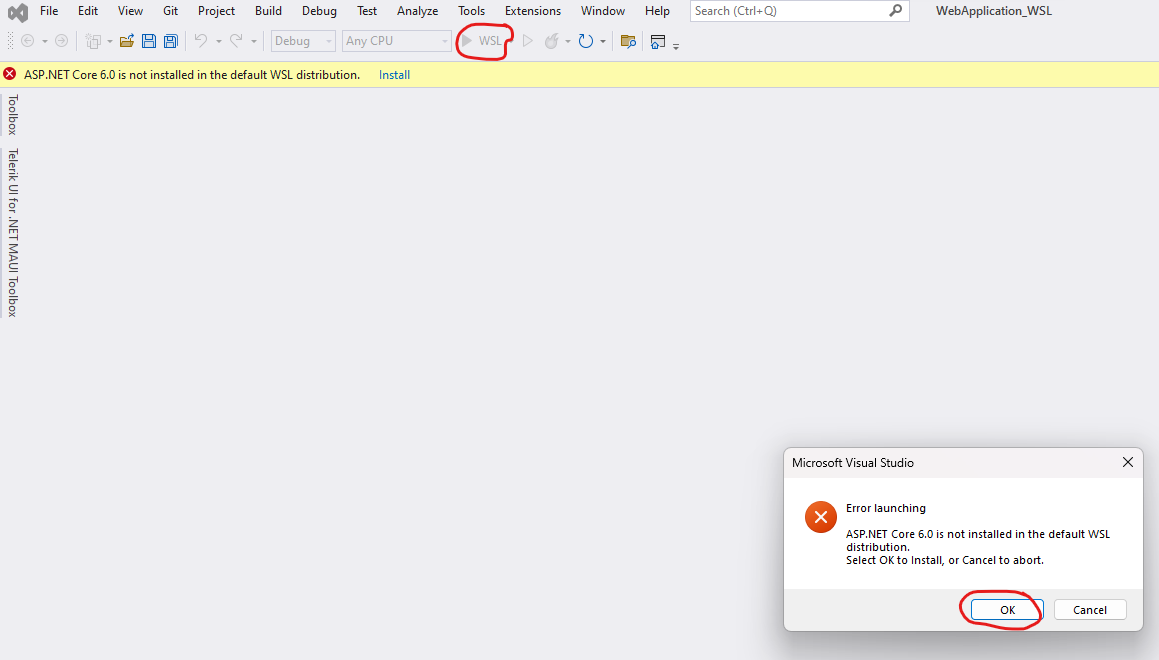 File Edit View Git Project Build Debug Test Analyze Tools Extensions Window Help Search (Ctrl+Q) WebApplication_WSL
Debug Any CPU WSL
ASP.NET Core 6.0 is not installed in the default WSL distribution. Install
Toolbox
Telerik UI for .NET MAUI Toolbox
Microsoft Visual Studio
Error launching
ASP.NET Core 6.0 is not installed in the default WSL
distribution.
Select OK to Install, or Cancel to abort.
OK Cancel